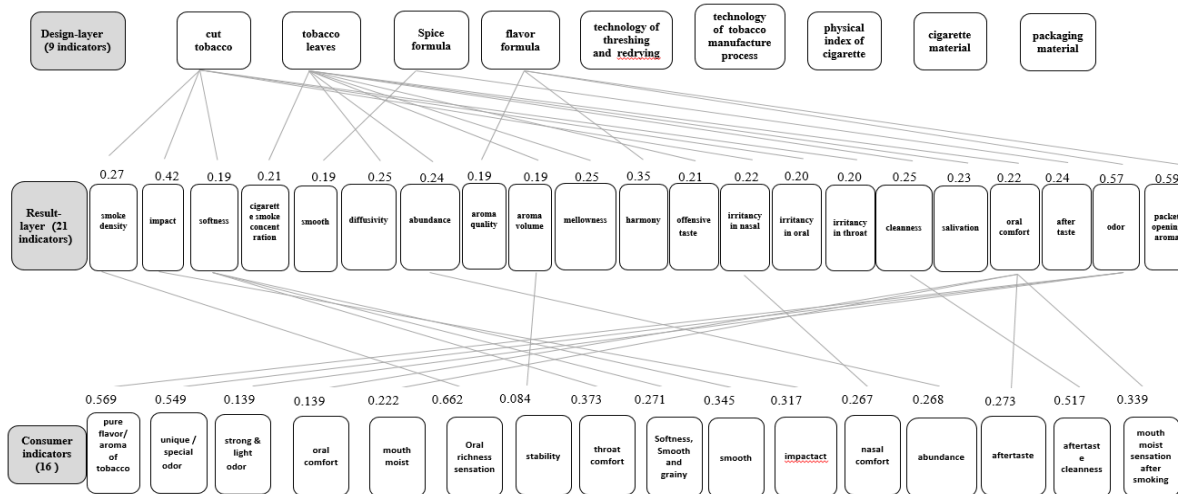 Design-layer
(9 indicators)
cut
tobacco
tobacco
leaves
Spice
formula
flavor
formula
technology of
threshing
and redrying
technology
of tobacco
manufacture
process
physical
index of
cigarette
cigarette
material
packaging
material
0.27 0.42 0.19 0.21 0.19 0.25 0.24 0.19 0.19 0.25 0.35 0.21 0.22 0.20 0.20 0.25 0.23 0.22 0.24 0.57 0.59
Result-
layer (21
indicators)
smoke
density
impact
softness
cigarett
e smoke
concent
ration
smooth
diffusivity
abundance
aroma
quality
aroma
volume
mellowness
harmony
offensive
taste
irritancy
in nasal
irritancy
in oral
irritancy
in throat
cleanness
salivation
oral
comfort
after
taste
odor
packet
opening
aroma
0.569 0.549 0.139 0.139 0.222 0.662 0.084 0.373 0.271 0.345 0.317 0.267 0.268 0.273 0.517 0.339
Consumer
indicators
(16 )
pure
flavor/
aroma
of
tobacco
unique /
special
odor
strong &
light
odor
oral
comfort
mouth
moist
Oral
richness
sensation
stability
throat
comfort
Softness,
Smooth
and
grainy
smooth
impactact
nasal
comfort
abundance
aftertaste
aftertast
e
cleanness
mouth
moist
sensation
after
smoking